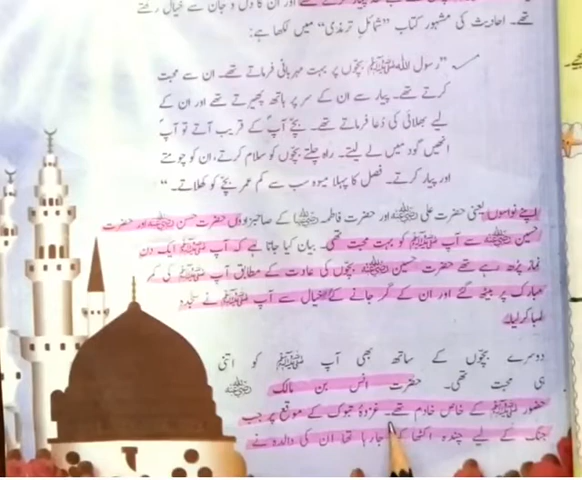 تھے۔ احادیث کی مشہور کتاب ”شمائل ترمذی“ میں لکھا ہے:
”رسول اللہ ﷺ بچوں پر بہت مہربانی فرماتے تھے۔ ان سے محبت
کرتے تھے۔ پیار سے ان کے سر پر ہاتھ پھیرتے تھے اور ان کے
لیے بھلائی کی دُعا فرماتے تھے۔ بچے آپؐ کے قریب آتے تو آپؐ
انھیں گود میں لے لیتے۔ راہ چلتے بچوں کو سلام کرتے، ان کو چومتے
اور پیار کرتے۔ فصل کا پہلا میوہ سب سے کم عمر بچے کو کھلاتے۔“
اپنے نواسوں یعنی حضرت علی رضی اللہ عنہ اور حضرت فاطمہ رضی اللہ عنہا کے صاحبزادوں حضرت حسن رضی اللہ عنہ اور حضرت
حسین رضی اللہ عنہ سے آپ ﷺ کو بہت محبت تھی۔ بیان کیا جاتا ہے کہ آپ ﷺ ایک دن
نماز پڑھ رہے تھے حضرت حسین رضی اللہ عنہ بچوں کی عادت کے مطابق آپ ﷺ کی کمر
مبارک پر بیٹھ گئے اور ان کے گر جانے کے خیال سے آپ ﷺ نے سجدہ
لمبا کر لیا۔
دوسرے بچوں کے ساتھ بھی آپ ﷺ کو اتنی
ہی محبت تھی۔ حضرت انس بن مالک رضی اللہ عنہ
حضور ﷺ کے خاص خادم تھے۔ غزوۂ تبوک کے موقع پر جب
جنگ کے لیے چندہ اکٹھا کیا جا رہا تھا ان کی والدہ نے